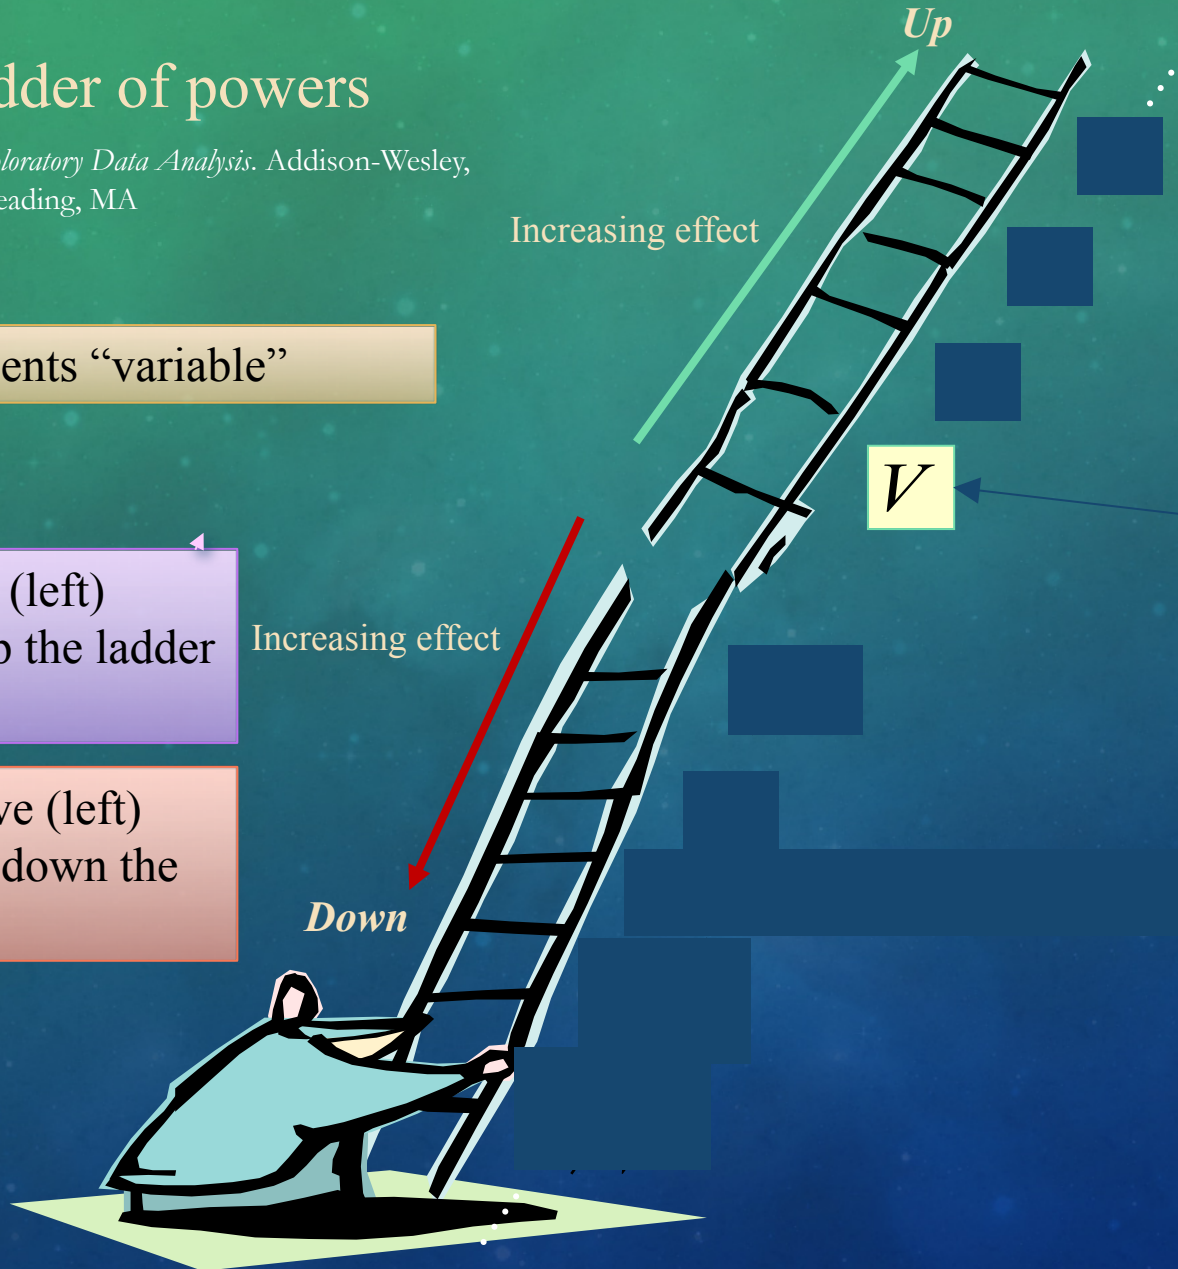 Up
dder of powers
ploratory Data Analysis. Addison-Wesley,
eading, MA
Increasing effect
ents “variable”
V
(left)
p the ladder
Increasing effect
ve (left)
down the
Down